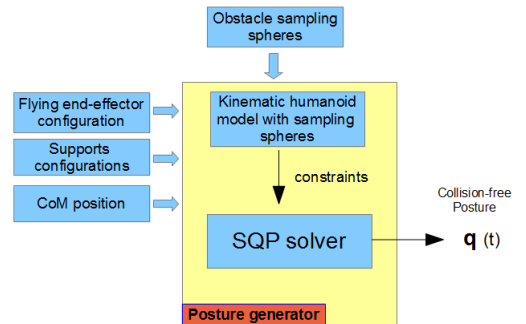 Obstacle sampling
spheres
Flying end-effector
configuration
Supports
configurations
CoM position
Kinematic humanoid
model with sampling
spheres
constraints
SQP solver
Collision-free
Posture
q (t)
Posture generator